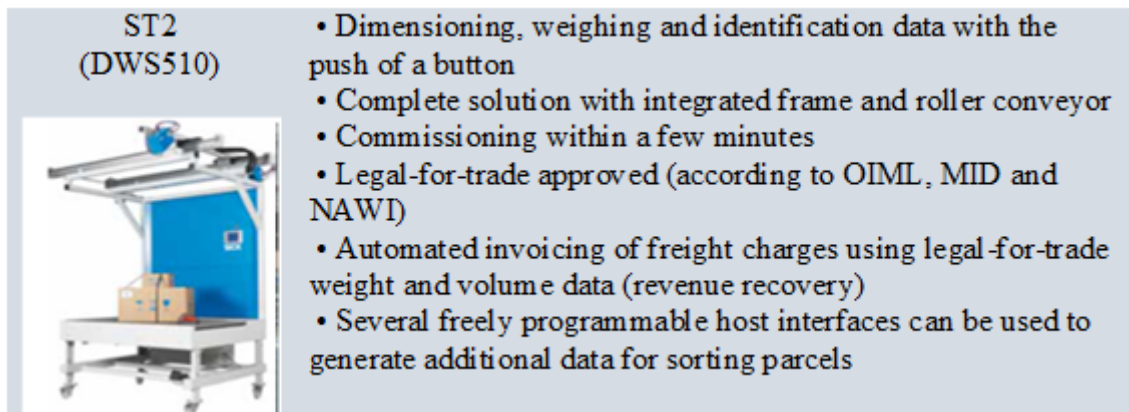 ST2
(DWS510)
• Dimensioning, weighing and identification data with the
push of a button
• Complete solution with integrated frame and roller conveyor
• Commissioning within a few minutes
• Legal-for-trade approved (according to OIML, MID and
NAWI)
• Automated invoicing of freight charges using legal-for-trade
weight and volume data (revenue recovery)
• Several freely programmable host interfaces can be used to
generate additional data for sorting parcels